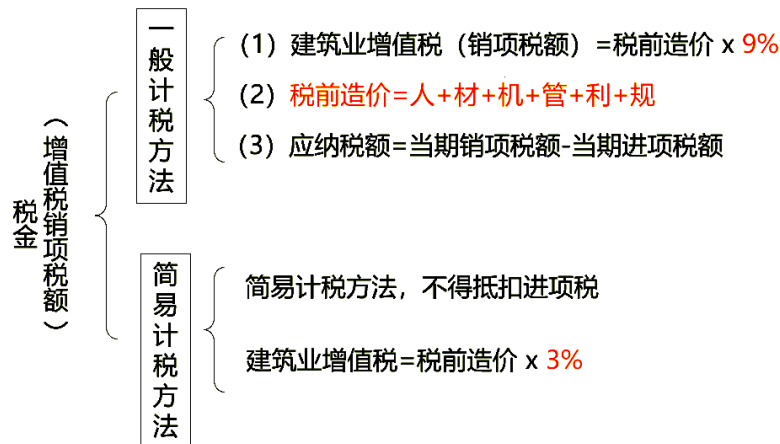 税金
（增值税销项税额）
一般计税方法
（1）建筑业增值税（销项税额）=税前造价 x 9%
（2）税前造价=人+材+机+管+利+规
（3）应纳税额=当期销项税额-当期进项税额
简易计税方法
简易计税方法，不得抵扣进项税
建筑业增值税=税前造价 x 3%